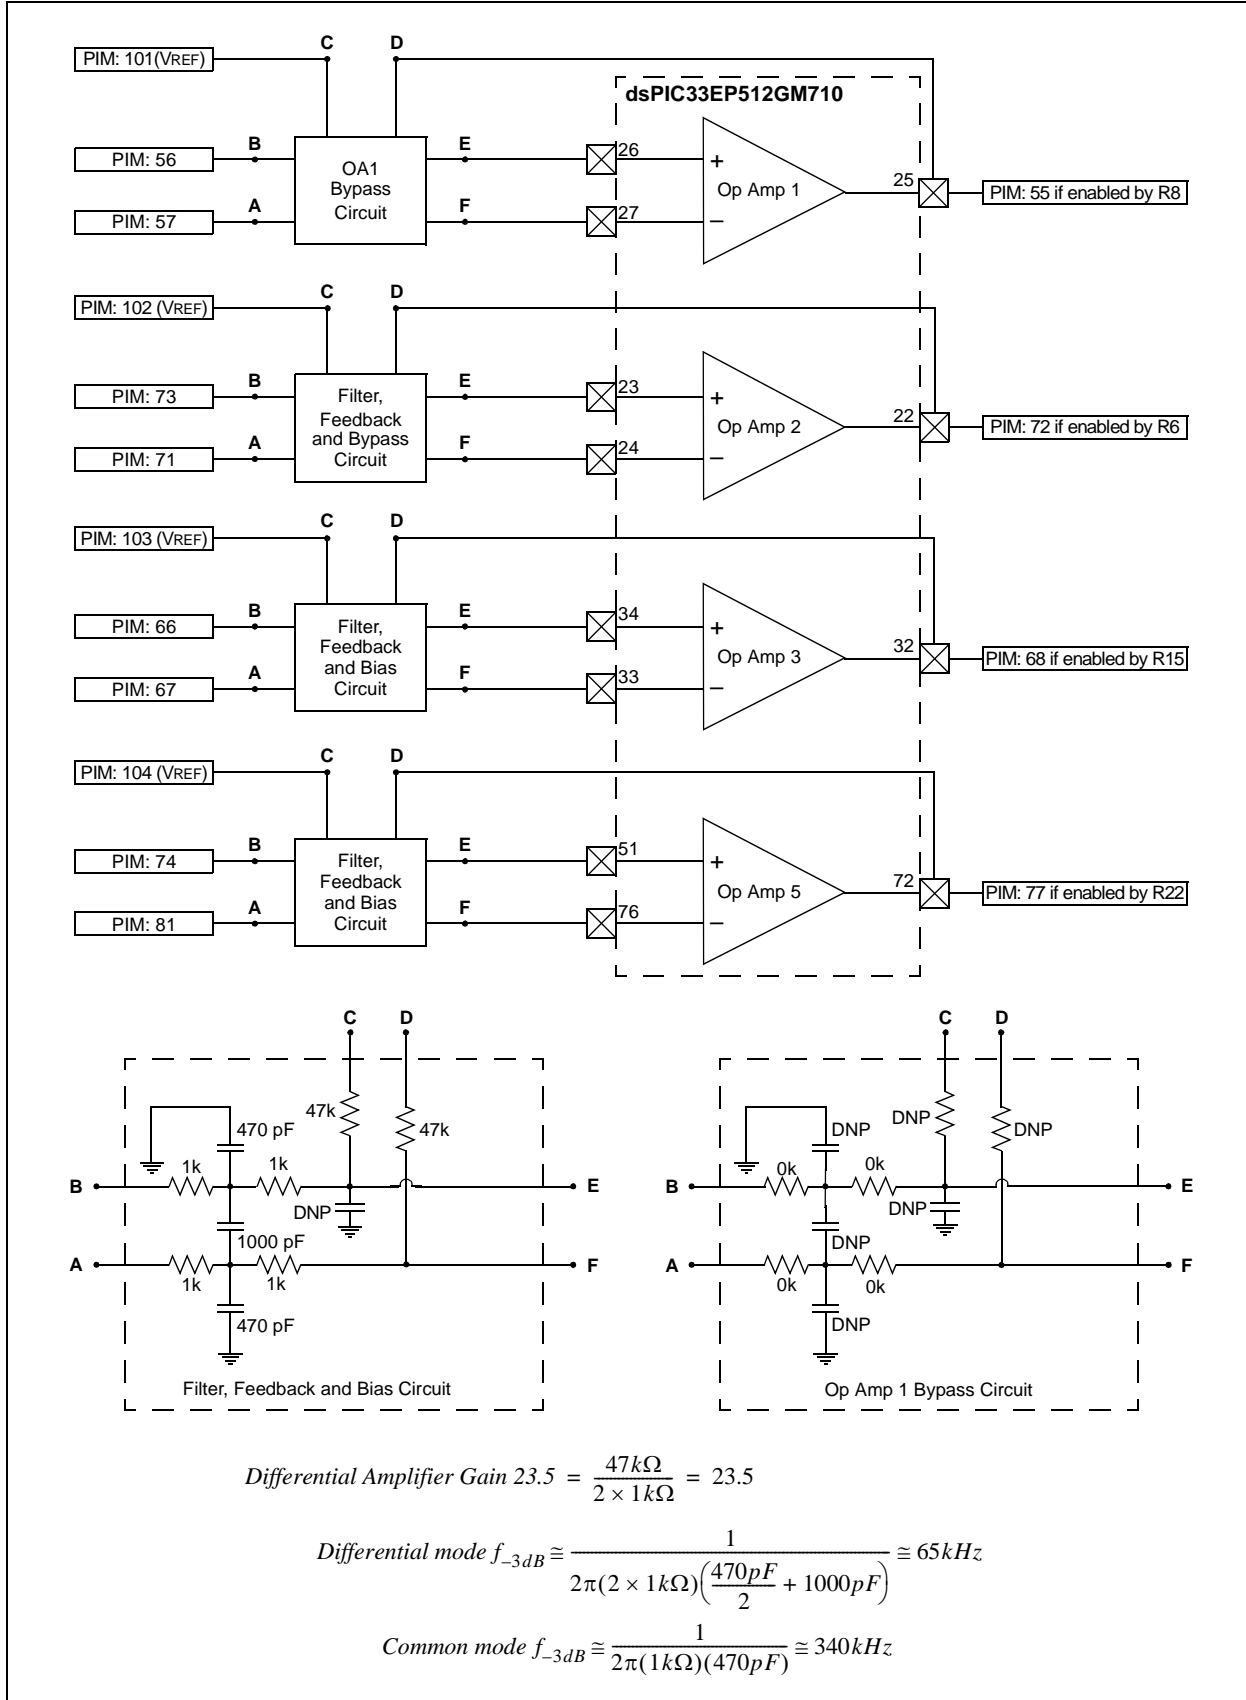 C D
PIM: 101(VREF)
dsPIC33EP512GM710
B E 26
PIM: 56 OA1 + 25
Bypass Op Amp 1 PIM: 55 if enabled by R8
A Circuit F 27
PIM: 57 −
C D
PIM: 102 (VREF)
B E 23
PIM: 73 Filter, + 22
Feedback Op Amp 2 PIM: 72 if enabled by R6
A and Bypass F 24
PIM: 71 Circuit −
C D
PIM: 103 (VREF)
B E 34
PIM: 66 Filter, + 32
Feedback Op Amp 3 PIM: 68 if enabled by R15
A and Bias F 33
PIM: 67 Circuit −
C D
PIM: 104 (VREF)
B E 51
PIM: 74 Filter, + 72
Feedback Op Amp 5 PIM: 77 if enabled by R22
A and Bias F 76
PIM: 81 Circuit −
C D
47k 47k
470 pF
1k 1k
B E
DNP
1000 pF
A F
1k 1k
470 pF
Filter, Feedback and Bias Circuit
C D
DNP DNP
DNP
0k 0k
B E
DNP
DNP
A F
0k 0k
DNP
Op Amp 1 Bypass Circuit
Differential Amplifier Gain 23.5 = 47kΩ / 2 × 1kΩ = 23.5
Differential mode f−3dB ≅ 1 / 2π(2 × 1kΩ)(470pF / 2 + 1000pF) ≅ 65kHz
Common mode f−3dB ≅ 1 / 2π(1kΩ)(470pF) ≅ 340kHz